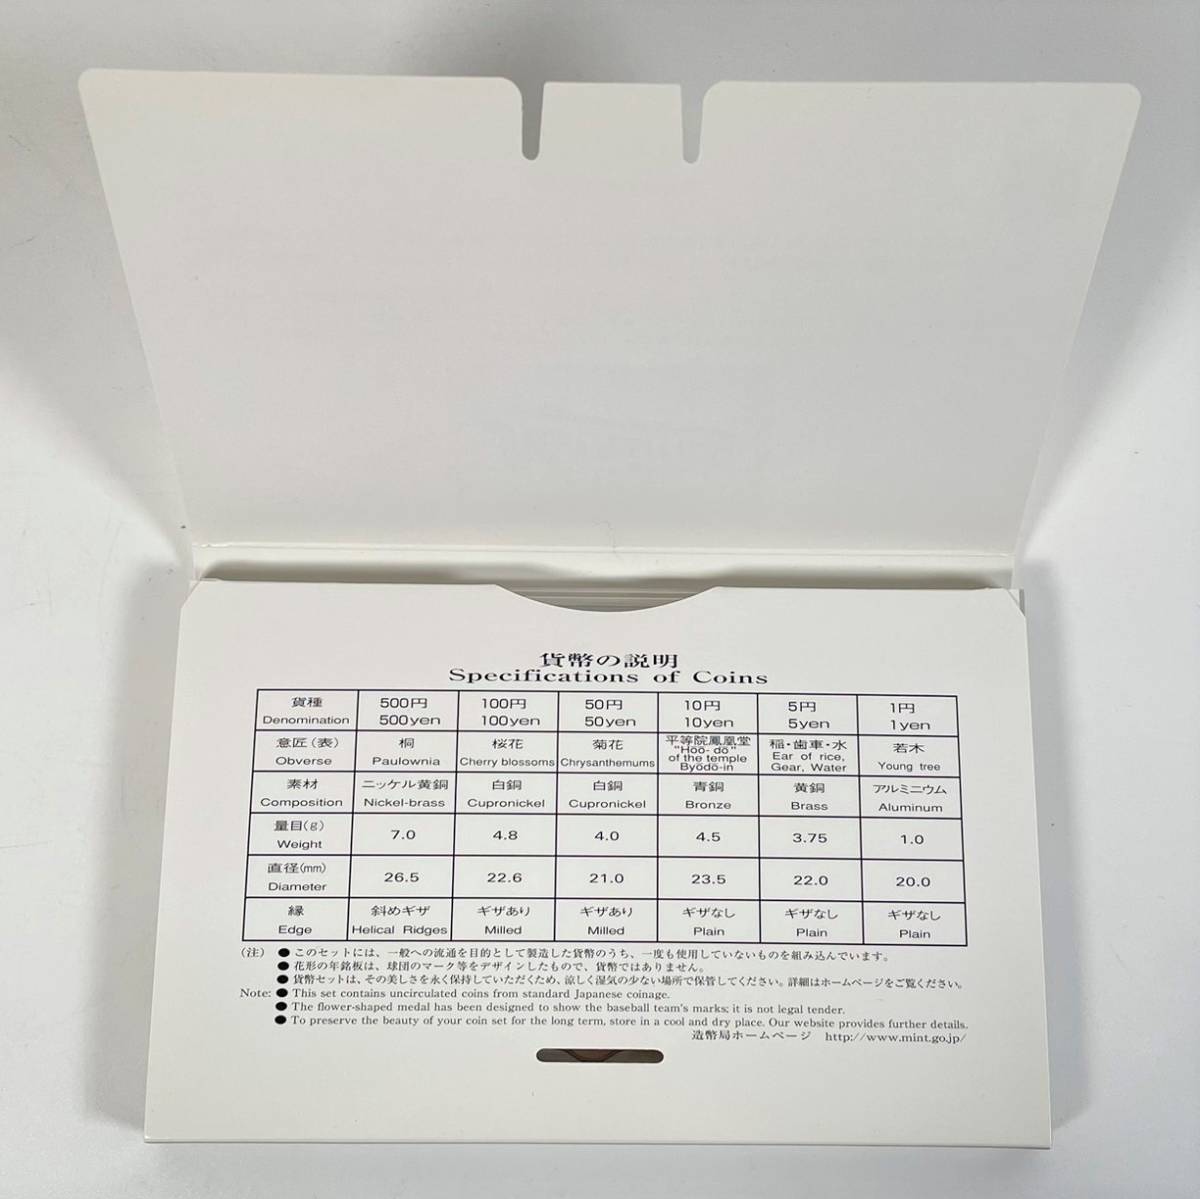 貨幣の説明
Specifications of Coins
貨種 500円 100円 50円 10円 5円 1円
Denomination 500yen 100yen 50yen 10yen 5yen 1yen
意匠(表) 桐 桜花 菊花 平等院鳳凰堂 稲・歯車・水 若木
Obverse Paulownia Cherry blossoms Chrysanthemums "Hōō-dō" of the temple Byōdō-in Ear of rice, Gear, Water Young tree
素材 ニッケル黄銅 白銅 白銅 青銅 黄銅 アルミニウム
Composition Nickel-brass Cupronickel Cupronickel Bronze Brass Aluminum
量目(g)
Weight 7.0 4.8 4.0 4.5 3.75 1.0
直径(mm)
Diameter 26.5 22.6 21.0 23.5 22.0 20.0
縁 斜めギザ ギザあり ギザあり ギザなし ギザなし ギザなし
Edge Helical Ridges Milled Milled Plain Plain Plain
(注) ●このセットには、一般への流通を目的として製造した貨幣のうち、一度も使用していないものを組み込んでいます。
●花形の年銘板は、球団のマーク等をデザインしたもので、貨幣ではありません。
●貨幣セットは、その美しさを永く保持していただくため、涼しく湿気の少ない場所で保管してください。詳細はホームページをご覧ください。
Note: ● This set contains uncirculated coins from standard Japanese coinage.
● The flower-shaped medal has been designed to show the baseball team's marks; it is not legal tender.
● To preserve the beauty of your coin set for the long term, store in a cool and dry place. Our website provides further details.
造幣局ホームページ http://www.mint.go.jp/